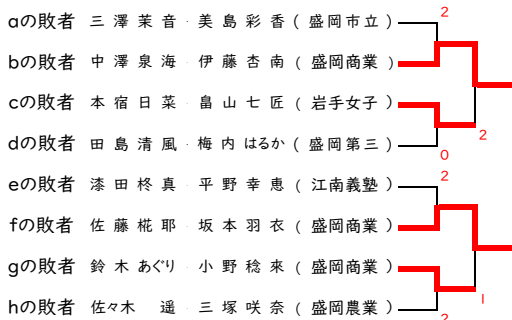 2
aの敗者 三澤茉音 · 美島彩香 ( 盛岡市立 )
bの敗者 中澤泉海 · 伊藤杏南 ( 盛岡商業 )
cの敗者 本宿日菜 · 畠山七匠 ( 岩手女子 )
2
dの敗者 田島清風 · 梅内はるか ( 盛岡第三 )
0
2
eの敗者 漆田柊真 · 平野幸恵 ( 江南義塾 )
fの敗者 佐藤椛耶 · 坂本羽衣 ( 盛岡商業 )
gの敗者 鈴木あぐり · 小野稔來 ( 盛岡商業 )
1
hの敗者 佐々木 遥 · 三塚咲奈 ( 盛岡農業 )
2